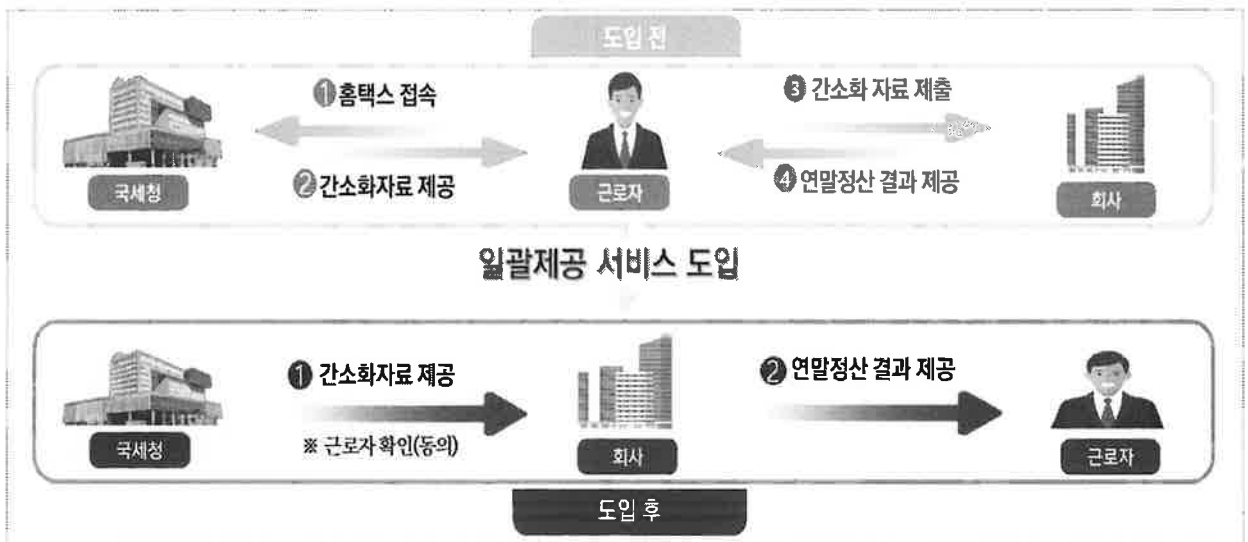 도입 전
❶홈택스 접속
❷간소화자료 제공
❸ 간소화 자료 제출
❹연말정산 결과 제공
국세청
근로자
회사
일괄제공 서비스 도입
❶ 간소화자료 제공
※ 근로자 확인(동의)
❷연말정산 결과 제공
국세청
회사
근로자
도입 후